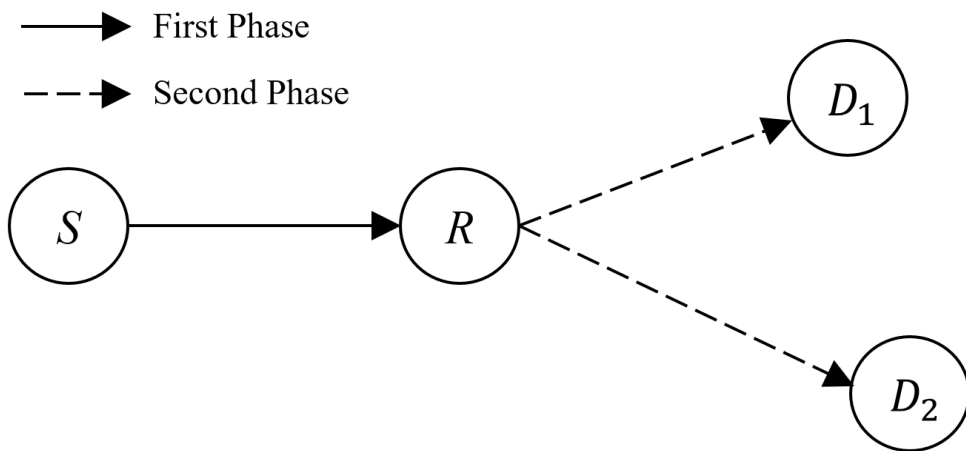 First Phase
Second Phase
D₁
S
R
D₂